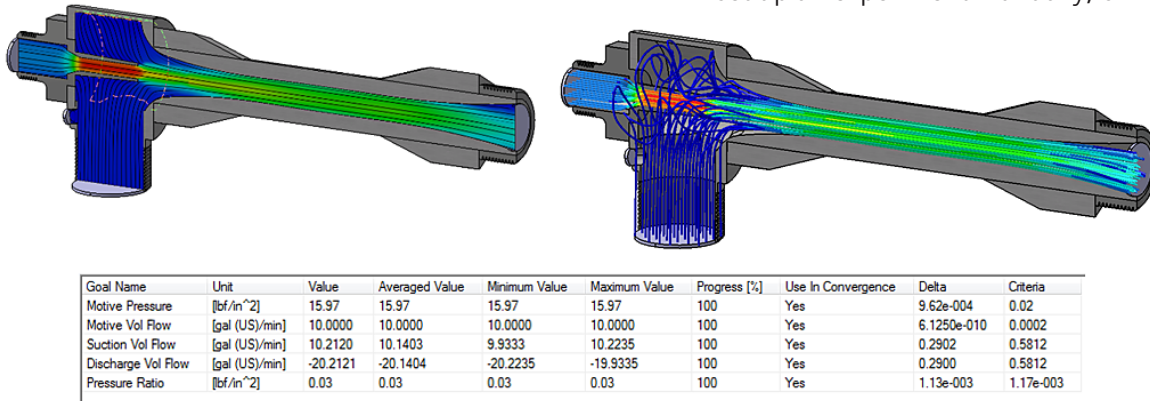 Goal Name Unit Value Averaged Value Minimum Value Maximum Value Progress [%] Use In Convergence Delta Criteria
Motive Pressure [lbf/in^2] 15.97 15.97 15.97 15.97 100 Yes 9.62e-004 0.02
Motive Vol Flow [gal (US)/min] 10.0000 10.0000 10.0000 10.0000 100 Yes 6.1250e-010 0.0002
Suction Vol Flow [gal (US)/min] 10.2120 10.1403 9.9333 10.2235 100 Yes 0.2902 0.5812
Discharge Vol Flow [gal (US)/min] -20.2121 -20.1404 -20.2235 -19.9335 100 Yes 0.2900 0.5812
Pressure Ratio [lbf/in^2] 0.03 0.03 0.03 0.03 100 Yes 1.13e-003 1.17e-003